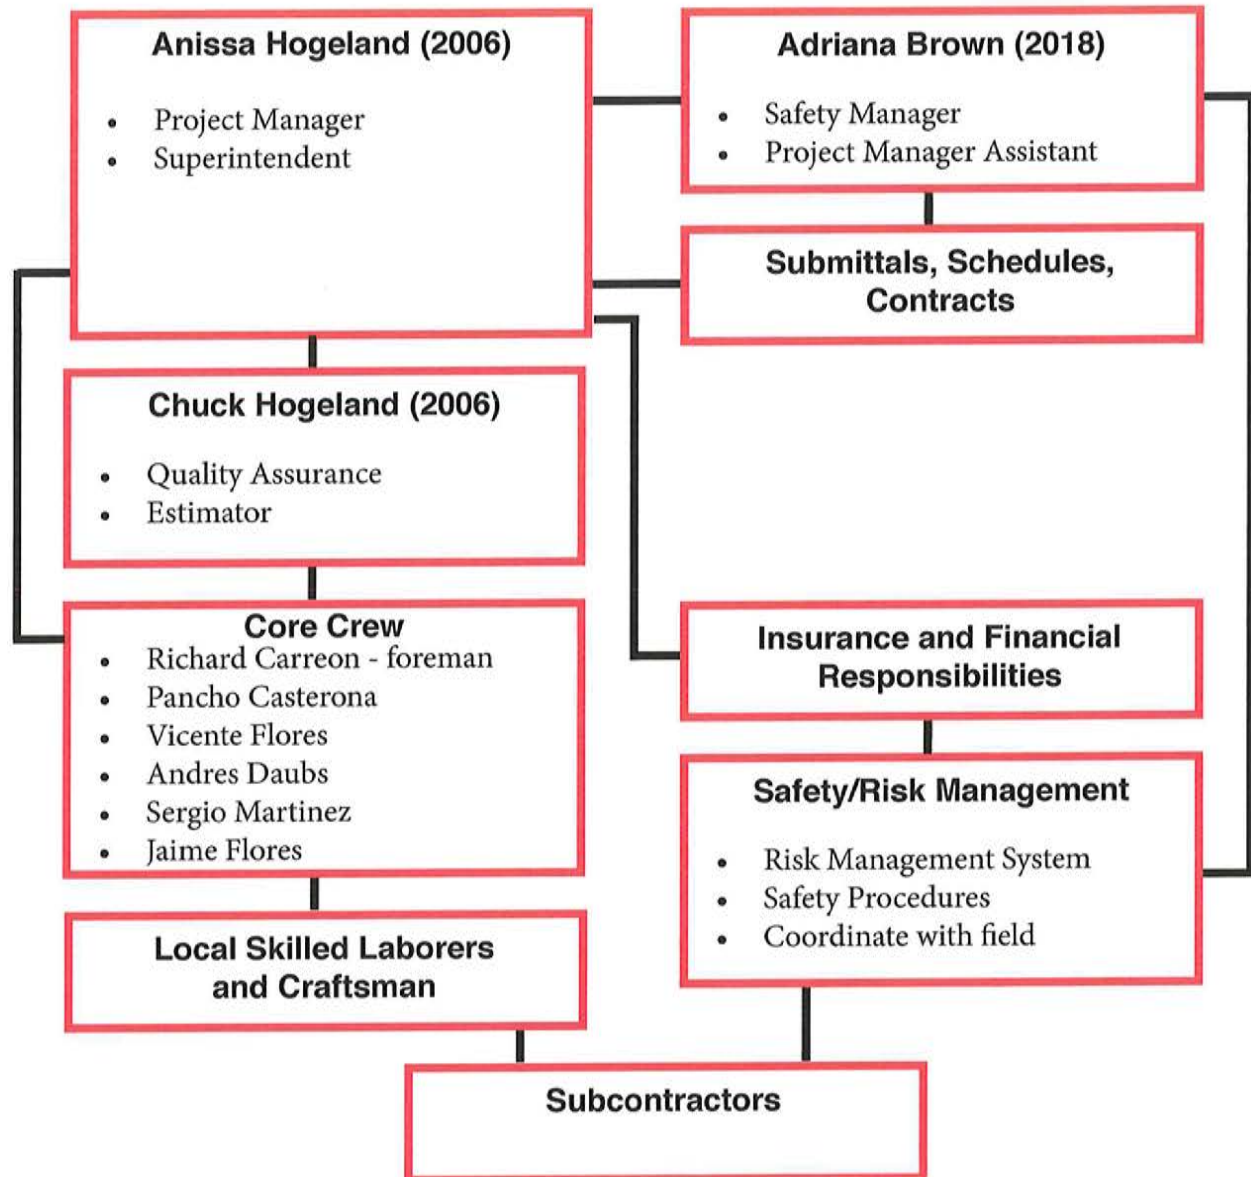 Anissa Hogeland (2006)
• Project Manager
• Superintendent
Adriana Brown (2018)
• Safety Manager
• Project Manager Assistant
Submittals, Schedules,
Contracts
Chuck Hogeland (2006)
• Quality Assurance
• Estimator
Core Crew
• Richard Carreon - foreman
• Pancho Casterona
• Vicente Flores
• Andres Daubs
• Sergio Martinez
• Jaime Flores
Insurance and Financial
Responsibilities
Safety/Risk Management
• Risk Management System
• Safety Procedures
• Coordinate with field
Local Skilled Laborers
and Craftsman
Subcontractors